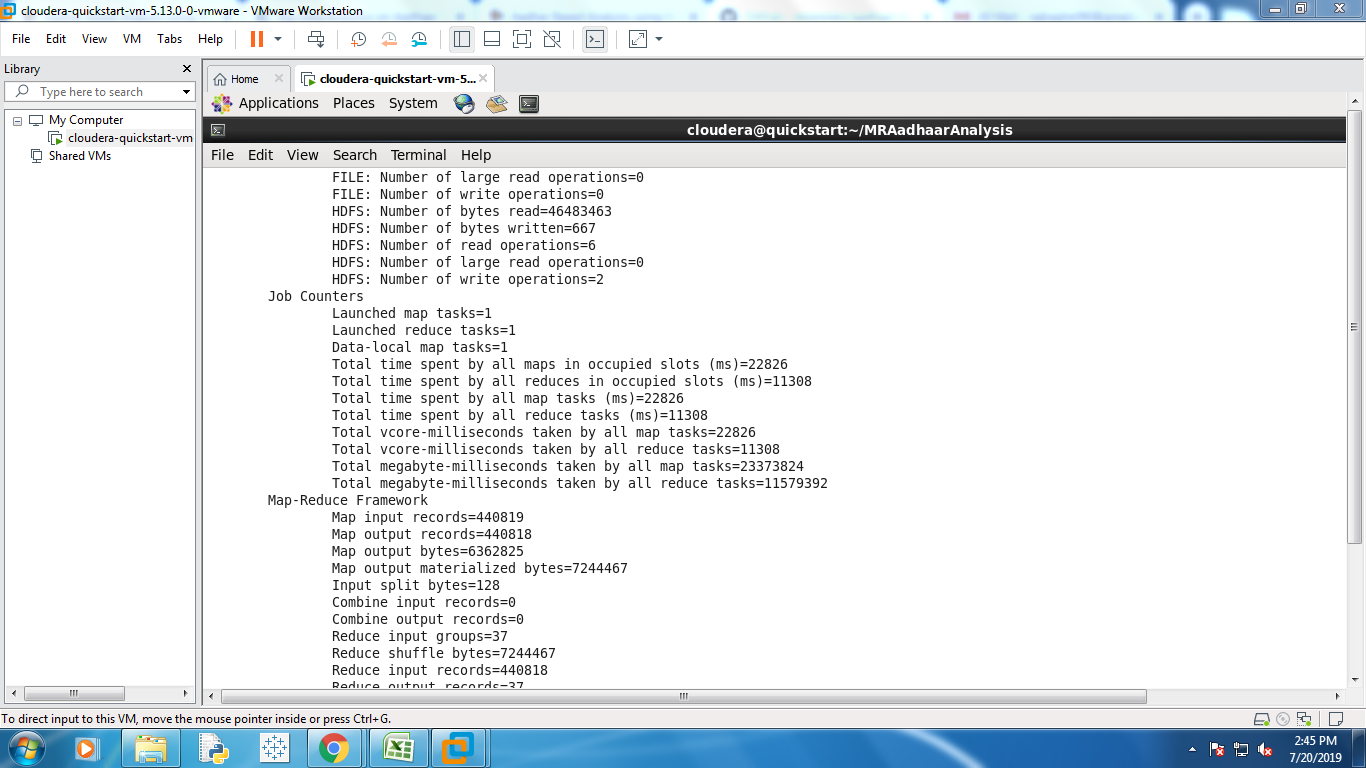 cloudera-quickstart-vm-5.13.0-0-vmware - VMware Workstation
File Edit View VM Tabs Help
Library
Type here to search
My Computer
cloudera-quickstart-vm
Shared VMs
Home
cloudera-quickstart-vm-5...
Applications Places System
cloudera@quickstart:~/MRAadhaarAnalysis
File Edit View Search Terminal Help
FILE: Number of large read operations=0
FILE: Number of write operations=0
HDFS: Number of bytes read=46483463
HDFS: Number of bytes written=667
HDFS: Number of read operations=6
HDFS: Number of large read operations=0
HDFS: Number of write operations=2
Job Counters
Launched map tasks=1
Launched reduce tasks=1
Data-local map tasks=1
Total time spent by all maps in occupied slots (ms)=22826
Total time spent by all reduces in occupied slots (ms)=11308
Total time spent by all map tasks (ms)=22826
Total time spent by all reduce tasks (ms)=11308
Total vcore-milliseconds taken by all map tasks=22826
Total vcore-milliseconds taken by all reduce tasks=11308
Total megabyte-milliseconds taken by all map tasks=23373824
Total megabyte-milliseconds taken by all reduce tasks=11579392
Map-Reduce Framework
Map input records=440819
Map output records=440818
Map output bytes=6362825
Map output materialized bytes=7244467
Input split bytes=128
Combine input records=0
Combine output records=0
Reduce input groups=37
Reduce shuffle bytes=7244467
Reduce input records=440818
Reduce output records=37
To direct input to this VM, move the mouse pointer inside or press Ctrl+G.
2:45 PM
7/20/2019